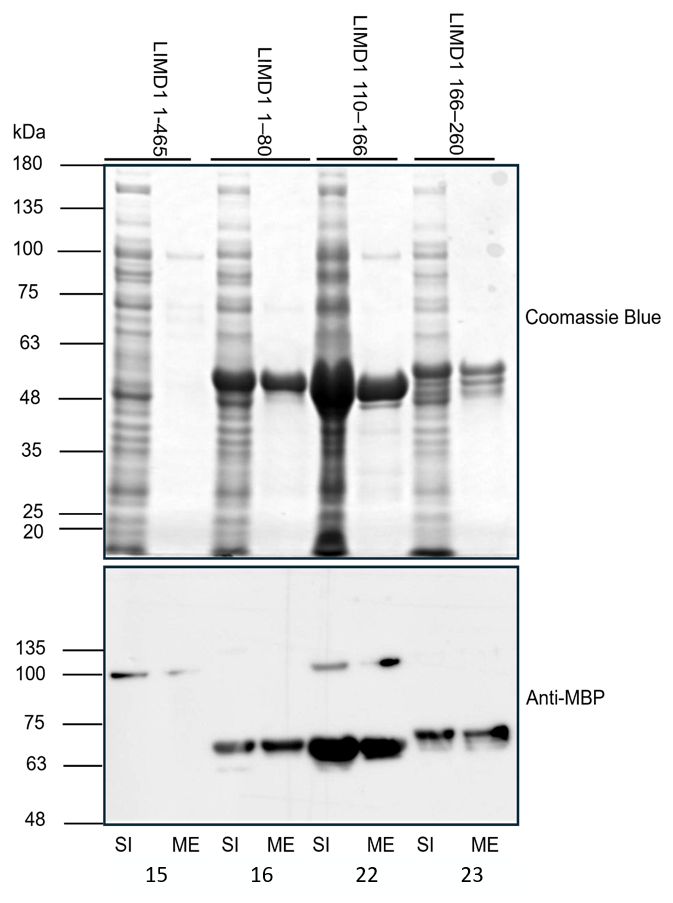 LIMD1 1-465
LIMD1 1–80
LIMD1 110–166
LIMD1 166–260
kDa
180
135
100
75
63
48
35
25
20
Coomassie Blue
135
100
75
63
48
Anti-MBP
SI ME SI ME SI ME SI ME
15 16 22 23